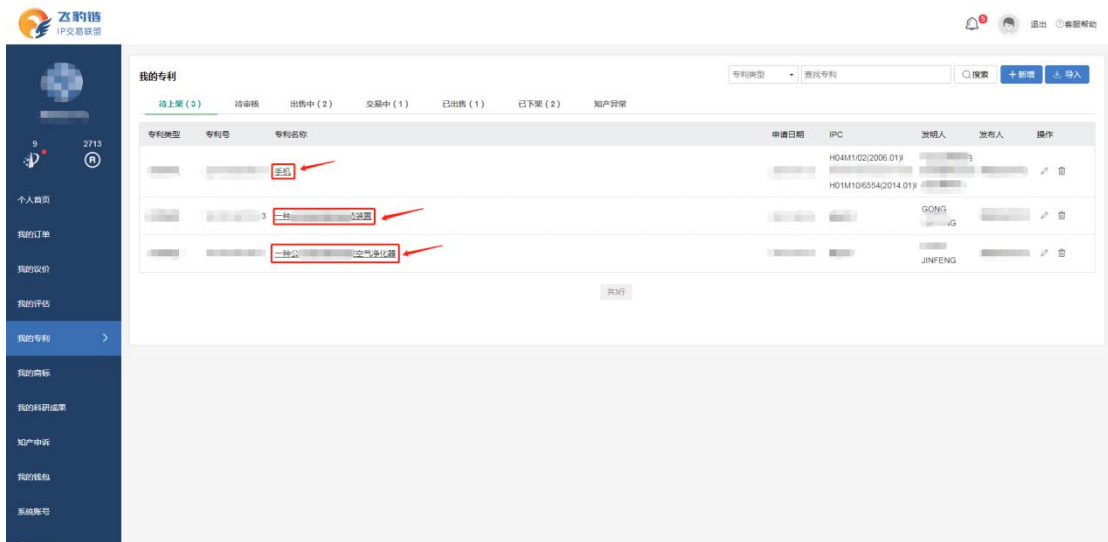 飞豹链
IP交易联盟
5
退出 ?客服帮助
9 2713
R
个人首页
我的订单
我的议价
我的评估
我的专利
我的商标
我的科研成果
知产申诉
我的钱包
系统账号
我的专利
专利类型 查找专利 搜索 +新增 导入
待上架(3) 待审核 出售中(2) 交易中(1) 已出售(1) 已下架(2) 知产异常
专利类型 专利号 专利名称 申请日期 IPC 发明人 发布人 操作
手机 H04M1/02(2006.01)I
H01M10/6554(2014.01)I
3 一种 装置 GONG
G
一种公 空气净化器
JINFENG
共3行